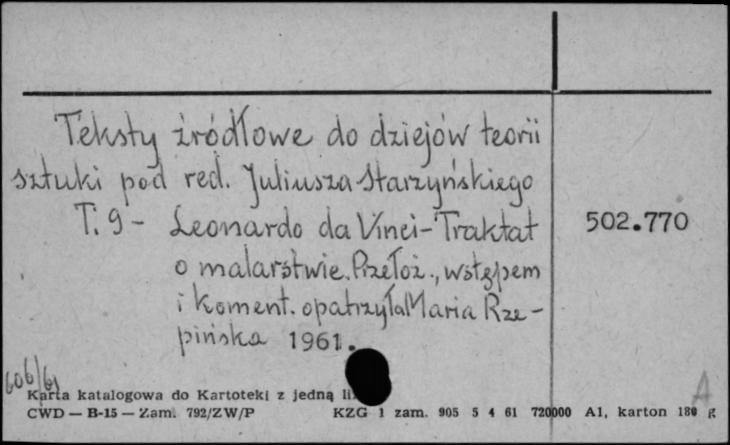 Teksty źródłowe do dziejów teorii
sztuki pod red. Juliusza Starzyńskiego
T. 9 - Leonardo da Vinci - Traktat
502.770
o malarstwie. Przełoż., wstępem
i koment. opatrzyła Maria Rze-
pińska 1961.
606/61
Karta katalogowa do Kartoteki z jedną
CWD — B-15 — Zam. 792/ZW/P KZG 1 zam. 905 5 4 61 720000 A1, karton 180 g
A